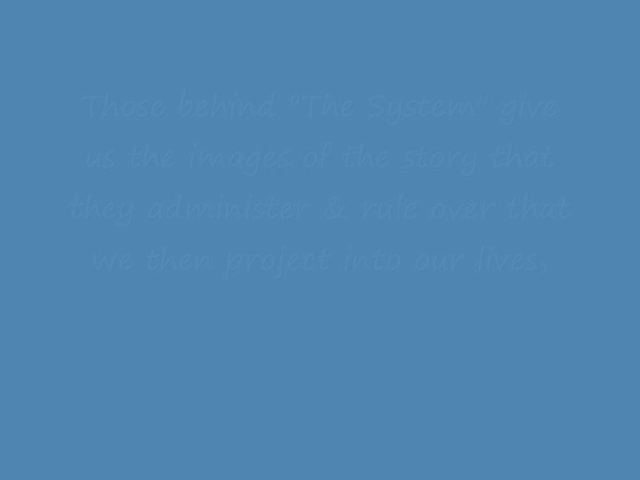 Those behind "The System" give
us the images of the story that
they administer & rule over that
we then project into our lives.